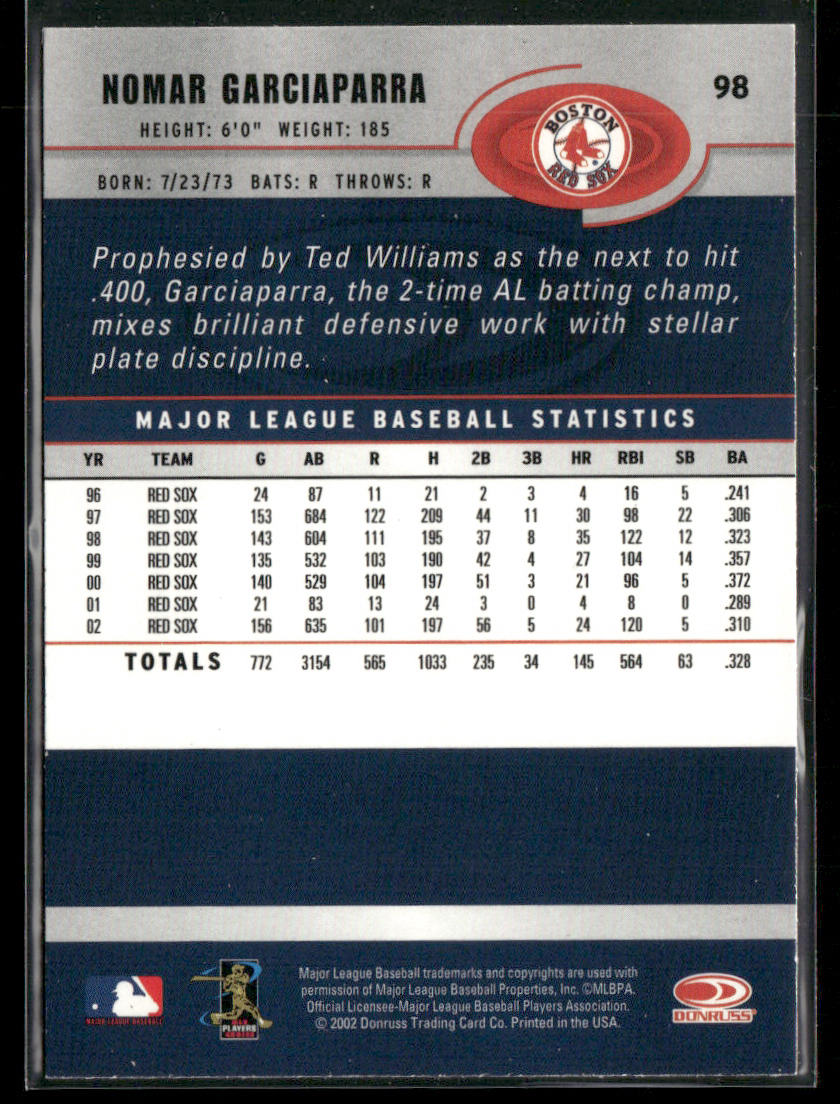 NOMAR GARCIAPARRA
98
HEIGHT: 6'0" WEIGHT: 185
BORN: 7/23/73 BATS: R THROWS: R
BOSTON
RED SOX
Prophesied by Ted Williams as the next to hit
.400, Garciaparra, the 2-time AL batting champ,
mixes brilliant defensive work with stellar
plate discipline.
MAJOR LEAGUE BASEBALL STATISTICS
YR TEAM G AB R H 2B 3B HR RBI SB BA
96 RED SOX 24 87 11 21 2 3 4 16 5 .241
97 RED SOX 153 684 122 209 44 11 30 98 22 .306
98 RED SOX 143 604 111 195 37 8 35 122 12 .323
99 RED SOX 135 532 103 190 42 4 27 104 14 .357
00 RED SOX 140 529 104 197 51 3 21 96 5 .372
01 RED SOX 21 83 13 24 3 0 4 8 0 .289
02 RED SOX 156 635 101 197 56 5 24 120 5 .310
TOTALS 772 3154 565 1033 235 34 145 564 63 .328
MAJOR LEAGUE BASEBALL
PLAYERS
Major League Baseball trademarks and copyrights are used with
permission of Major League Baseball Properties, Inc. ©MLBPA.
Official Licensee-Major League Baseball Players Association.
© 2002 Donruss Trading Card Co. Printed in the USA.
DONRUSS